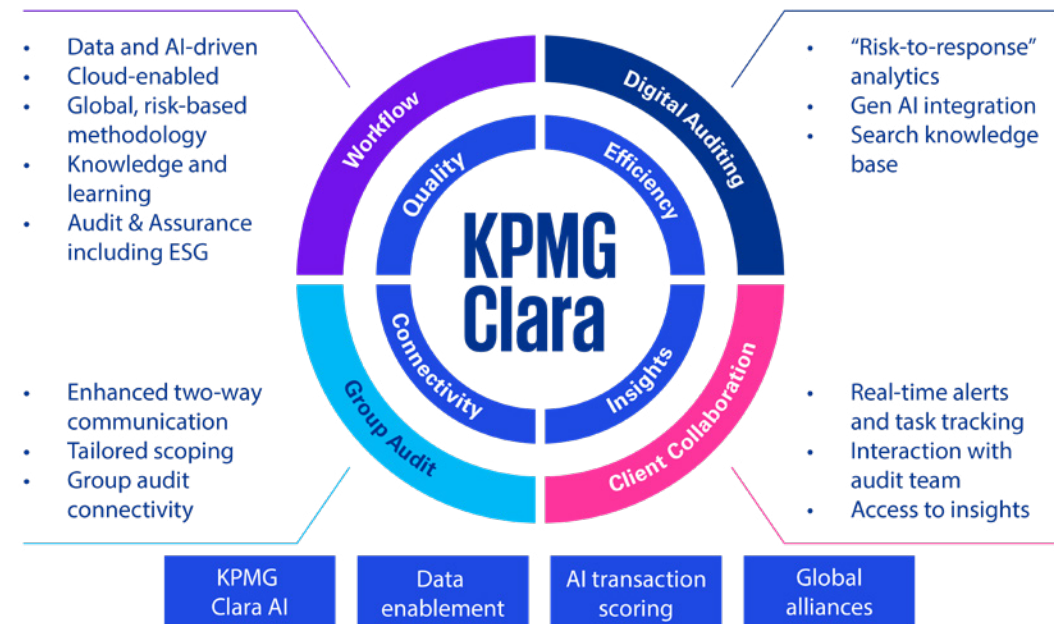 • Data and AI-driven
• Cloud-enabled
• Global, risk-based
methodology
• Knowledge and
learning
• Audit & Assurance
including ESG
Workflow
Digital Auditing
• “Risk-to-response”
analytics
• Gen AI integration
• Search knowledge
base
Quality
Efficiency
KPMG
Clara
Connectivity
Insights
Group Audit
Client Collaboration
• Enhanced two-way
communication
• Tailored scoping
• Group audit
connectivity
• Real-time alerts
and task tracking
• Interaction with
audit team
• Access to insights
KPMG
Clara AI
Data
enablement
AI transaction
scoring
Global
alliances